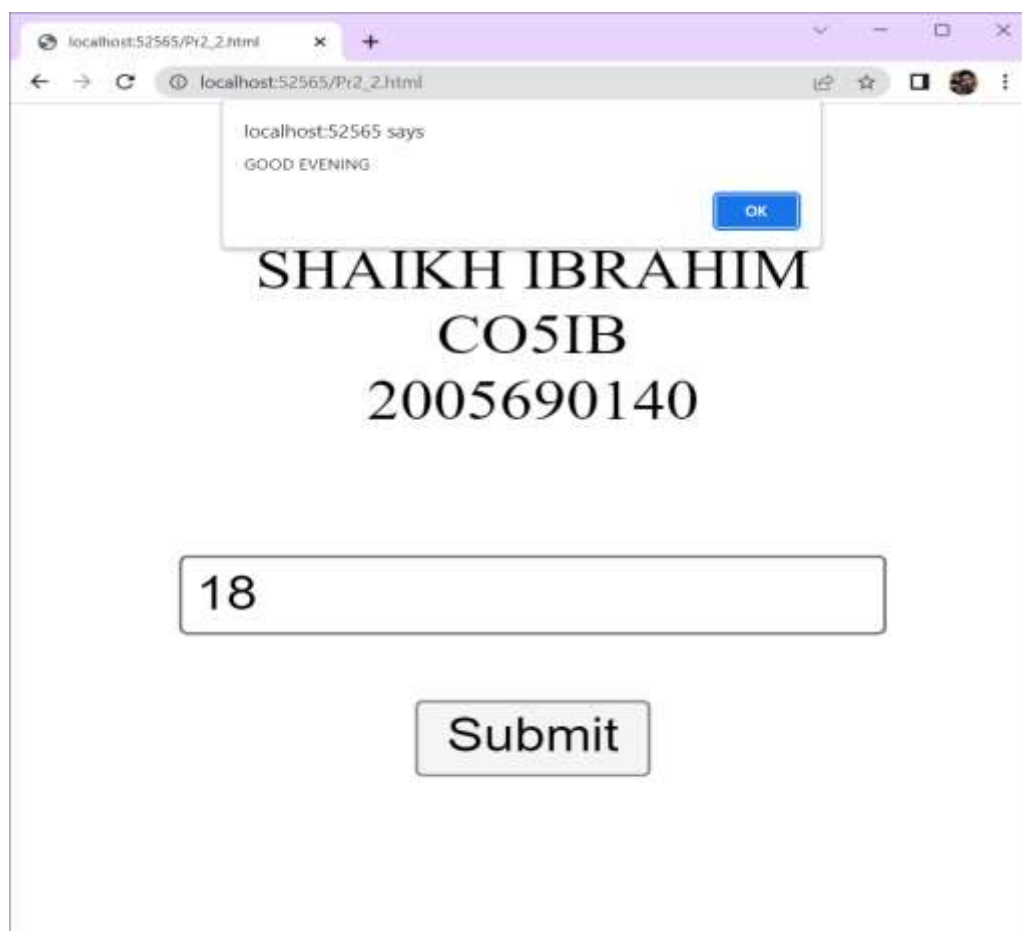 localhost:52565/Pr2_2.html
localhost:52565/Pr2_2.html
localhost:52565 says
GOOD EVENING
OK
SHAIKH IBRAHIM
CO5IB
2005690140
18
Submit